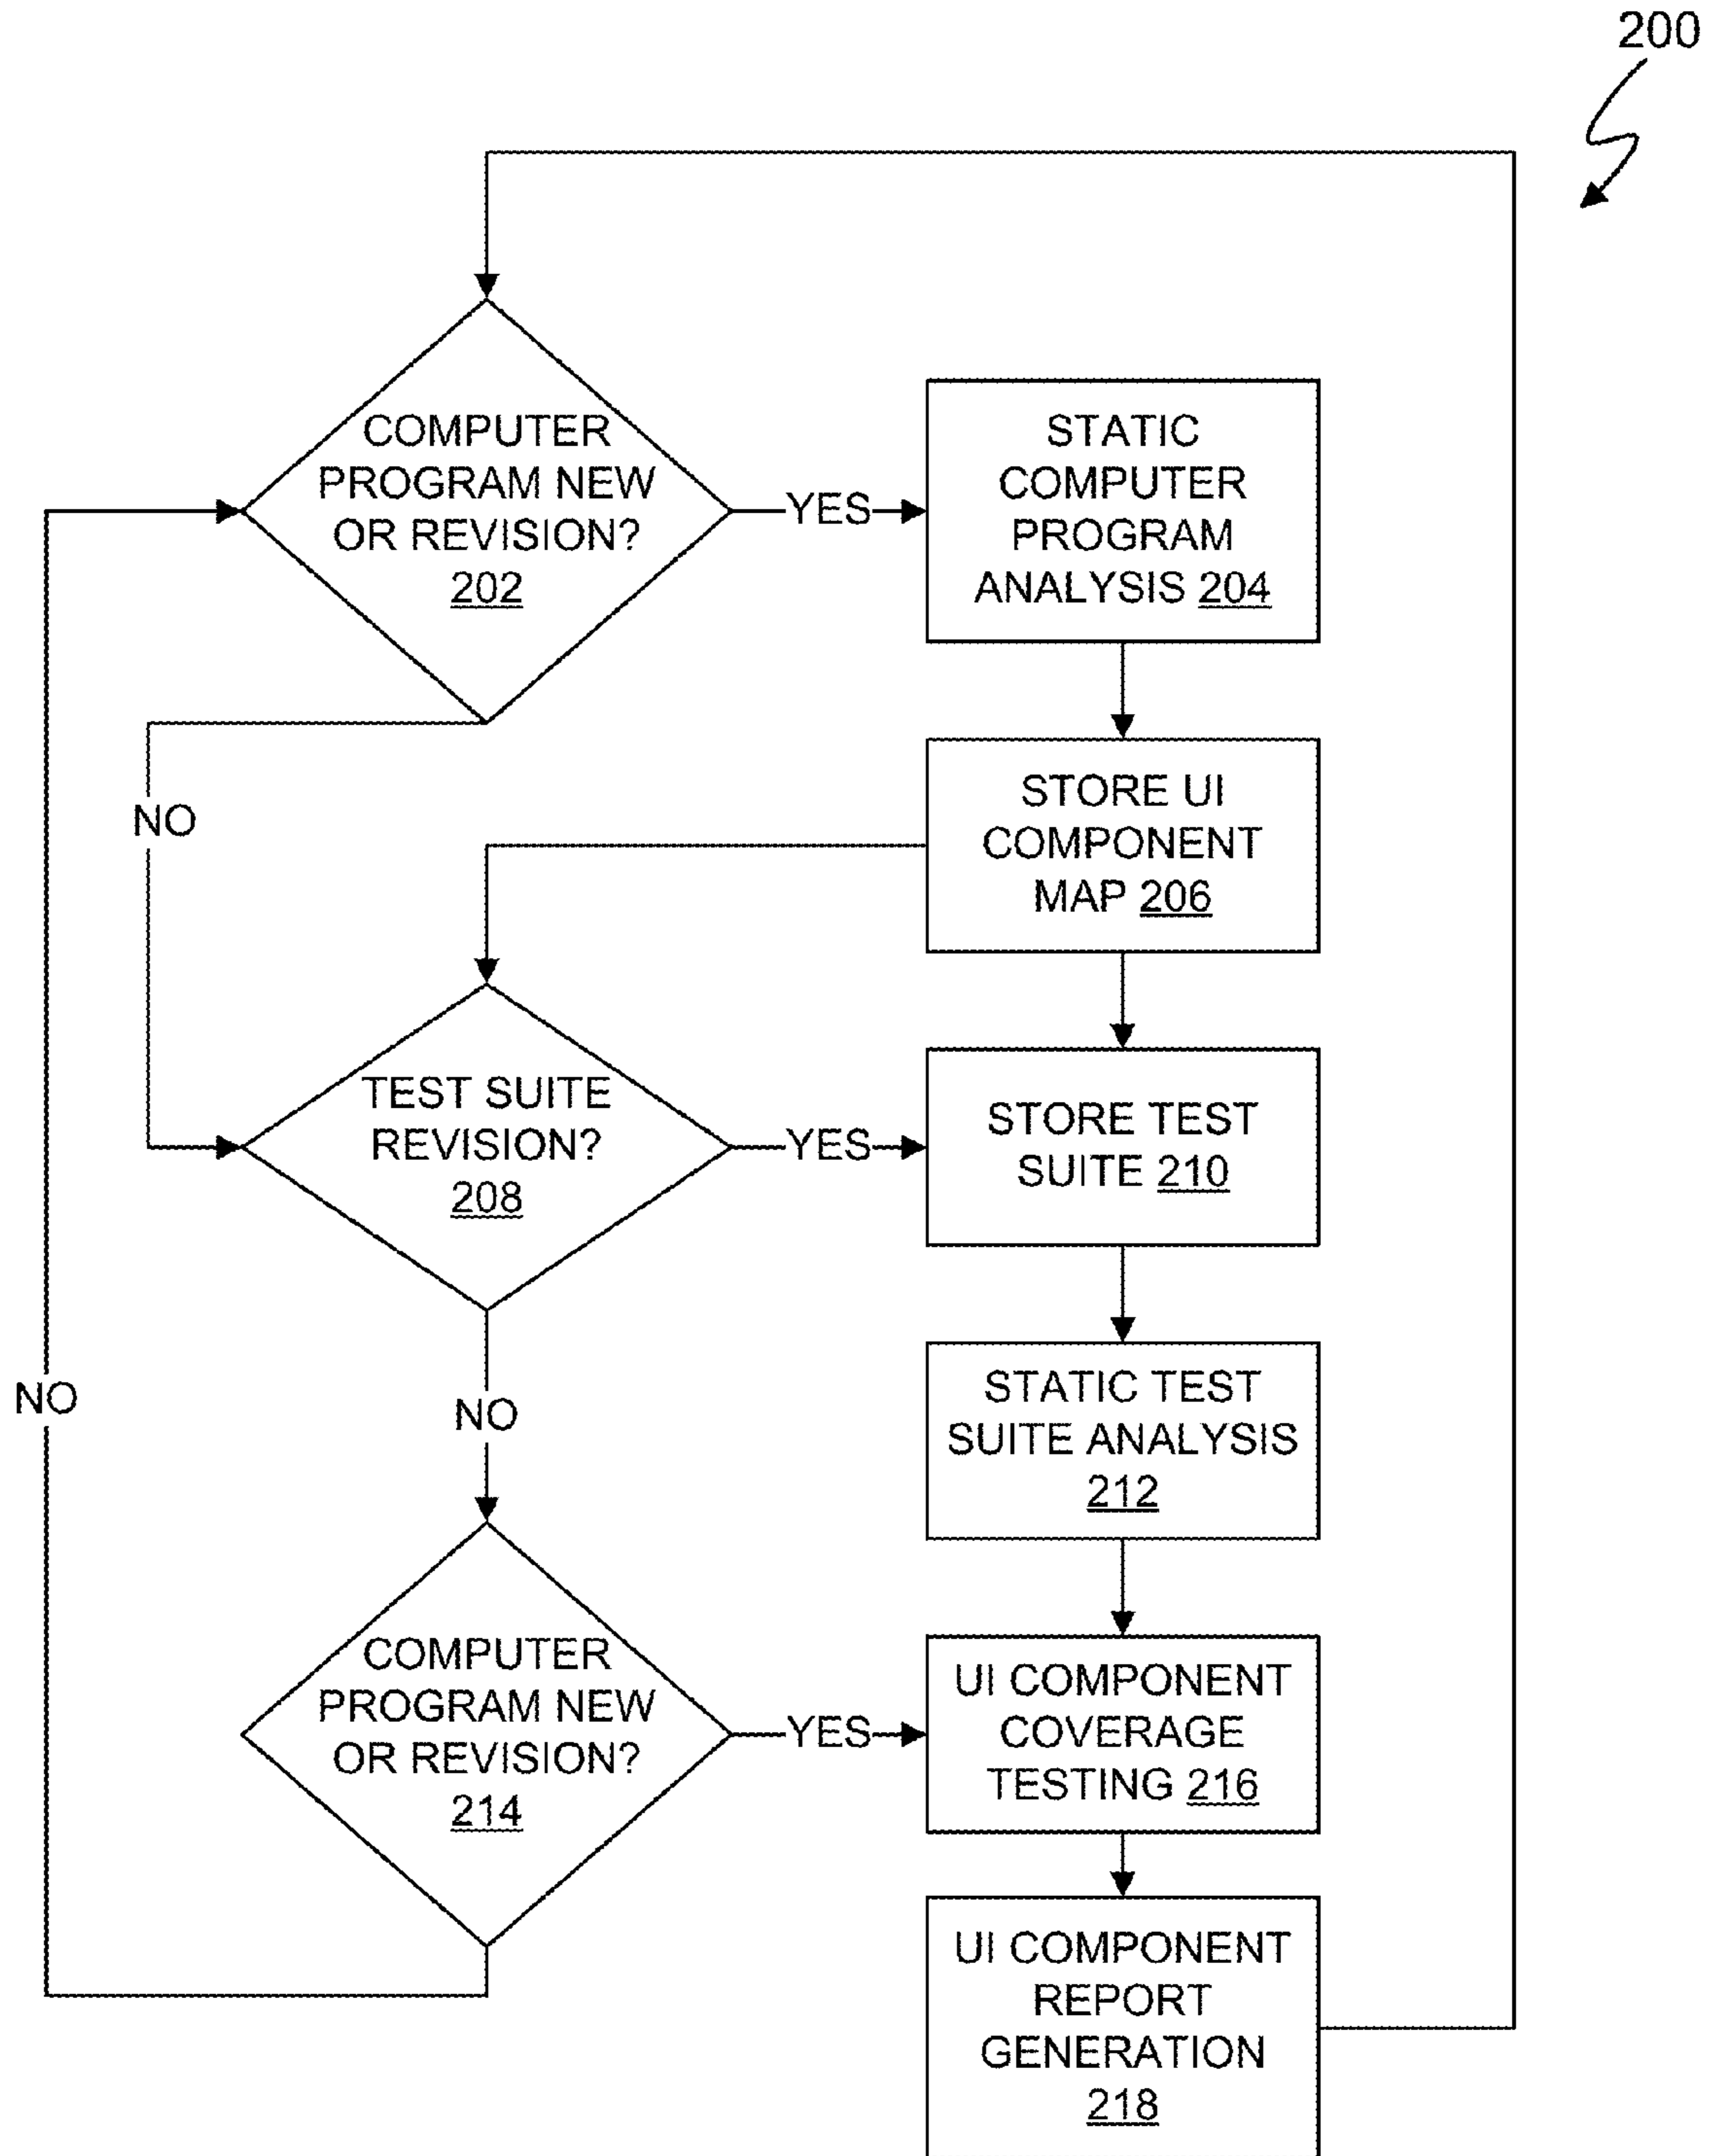 200
COMPUTER
PROGRAM NEW
OR REVISION?
202
YES
STATIC
COMPUTER
PROGRAM
ANALYSIS 204
NO
STORE UI
COMPONENT
MAP 206
TEST SUITE
REVISION?
208
YES
STORE TEST
SUITE 210
NO
NO
STATIC TEST
SUITE ANALYSIS
212
COMPUTER
PROGRAM NEW
OR REVISION?
214
YES
UI COMPONENT
COVERAGE
TESTING 216
UI COMPONENT
REPORT
GENERATION
218